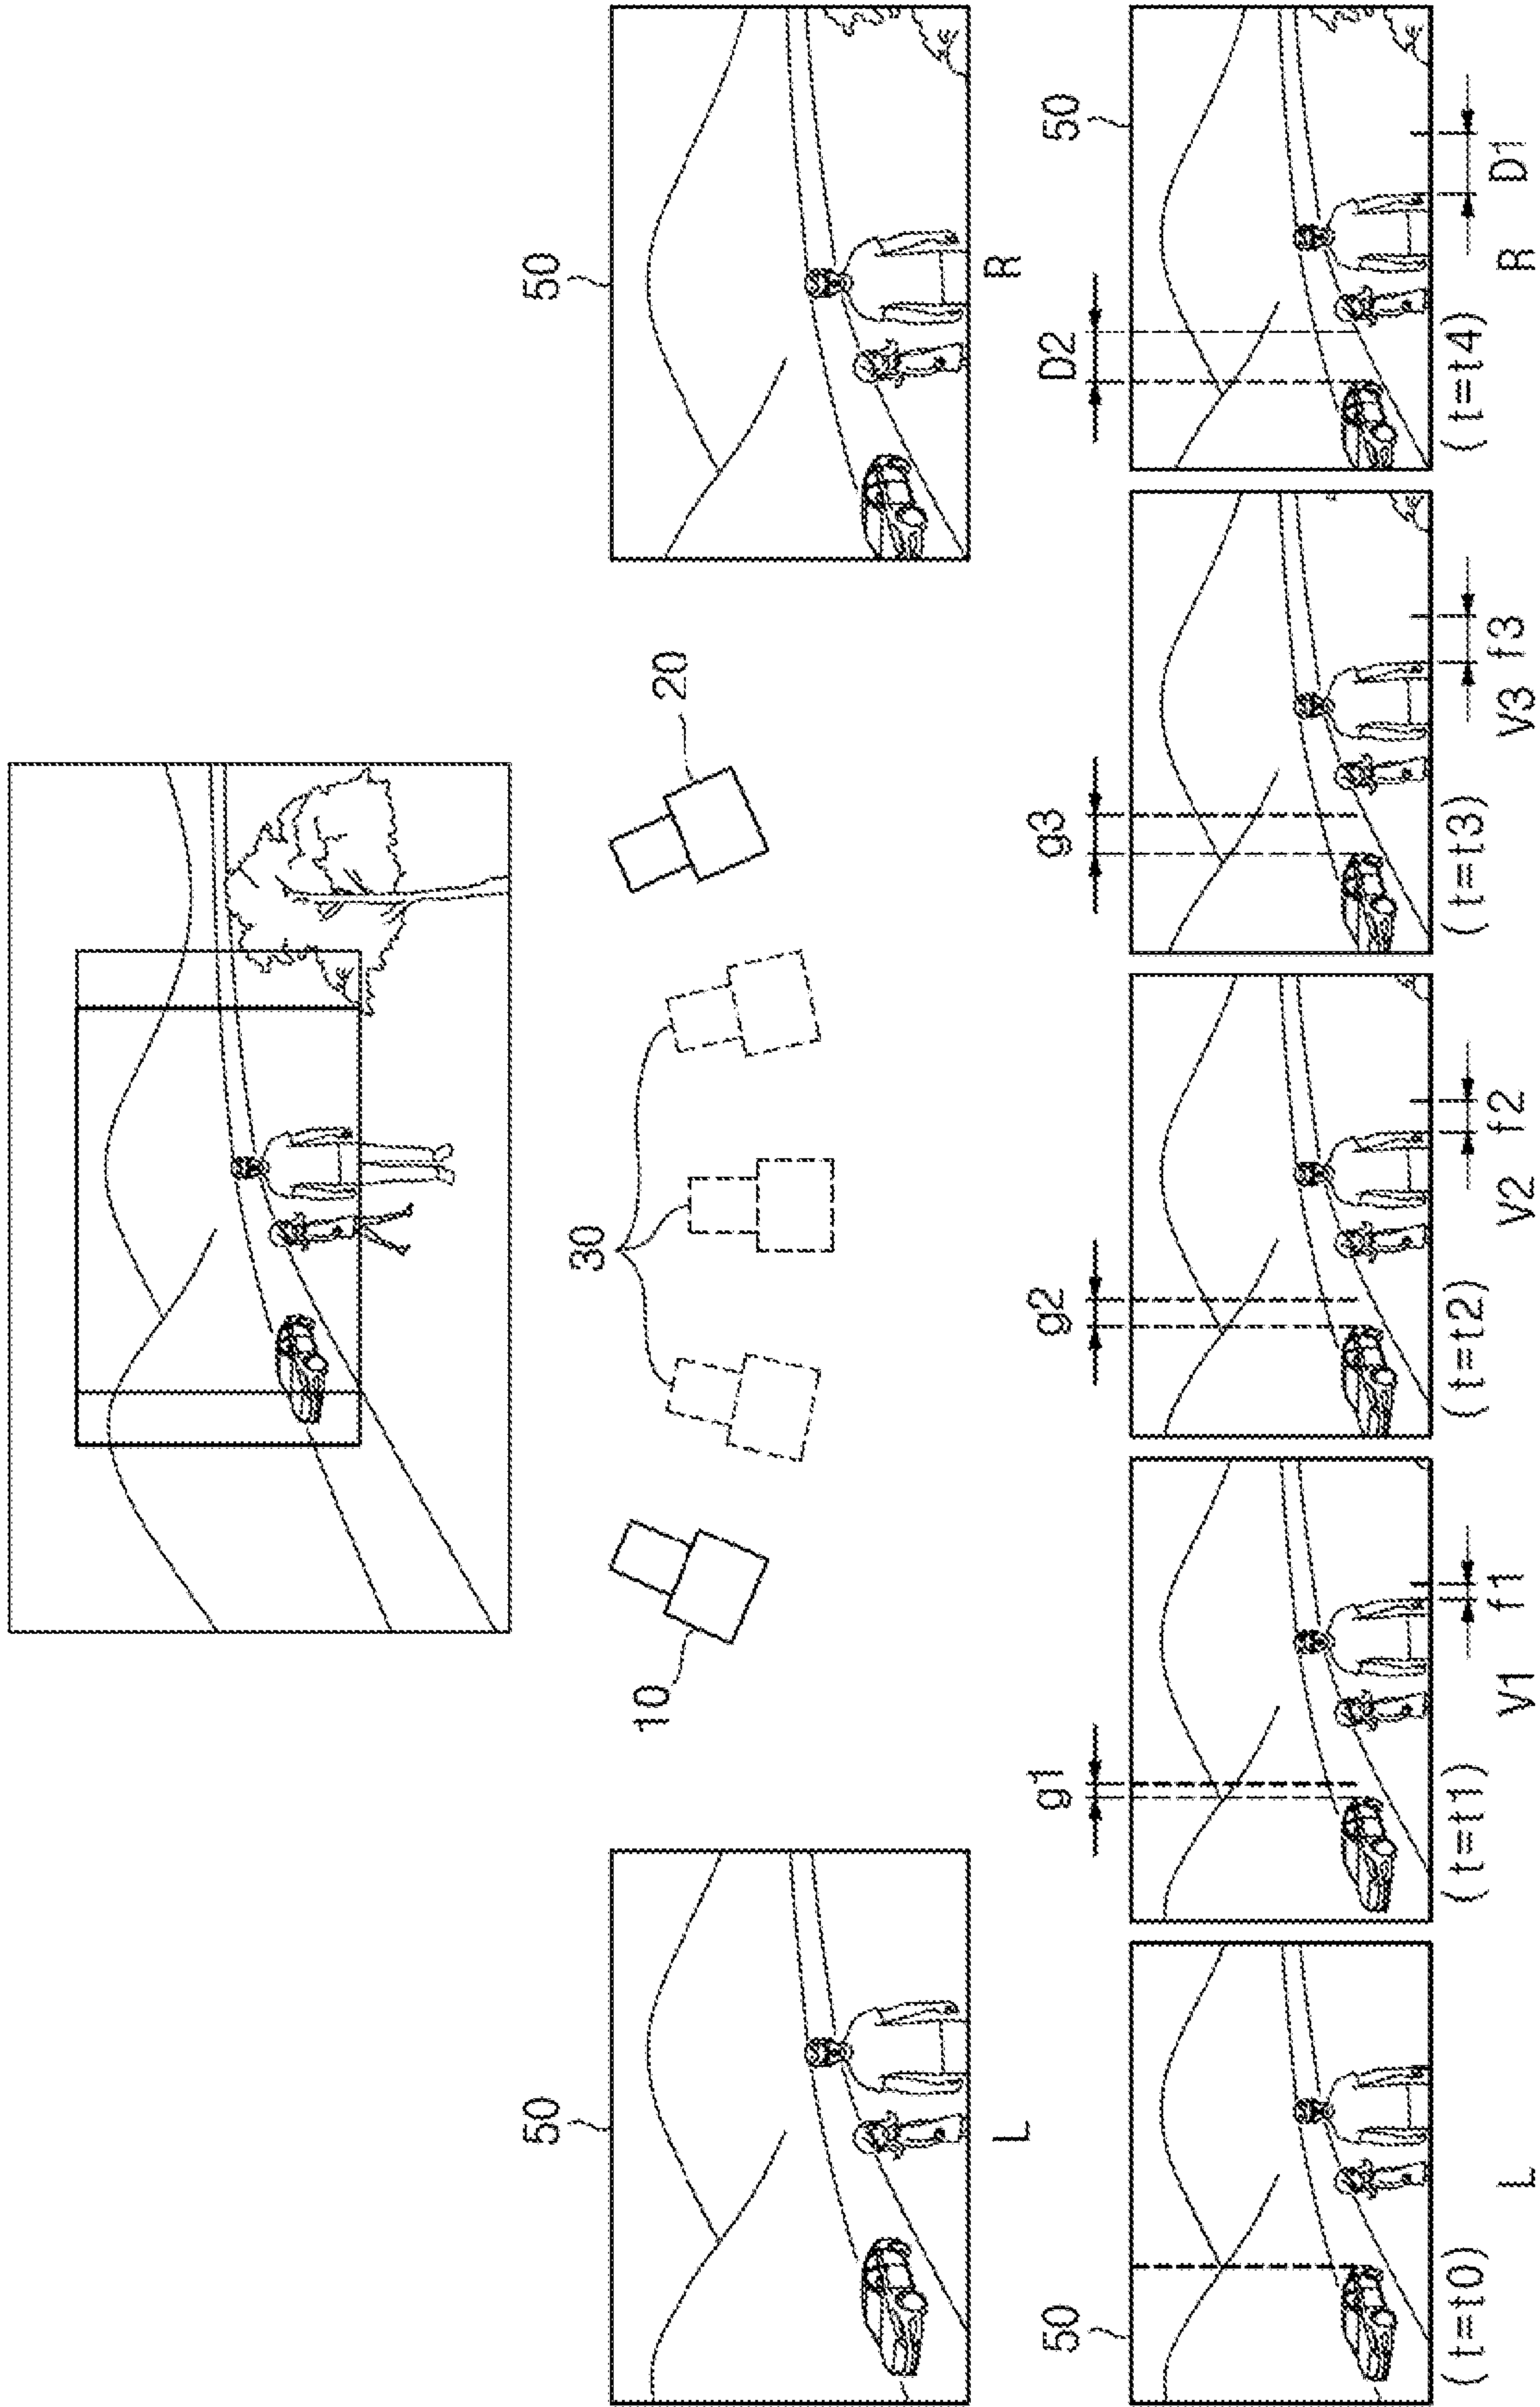 50 50
30
10 20
L R
50 g1 g2 g3 D2 50
(t=t0) (t=t1) (t=t2) (t=t3) (t=t4)
L V1 f1 V2 f2 V3 f3 R D1